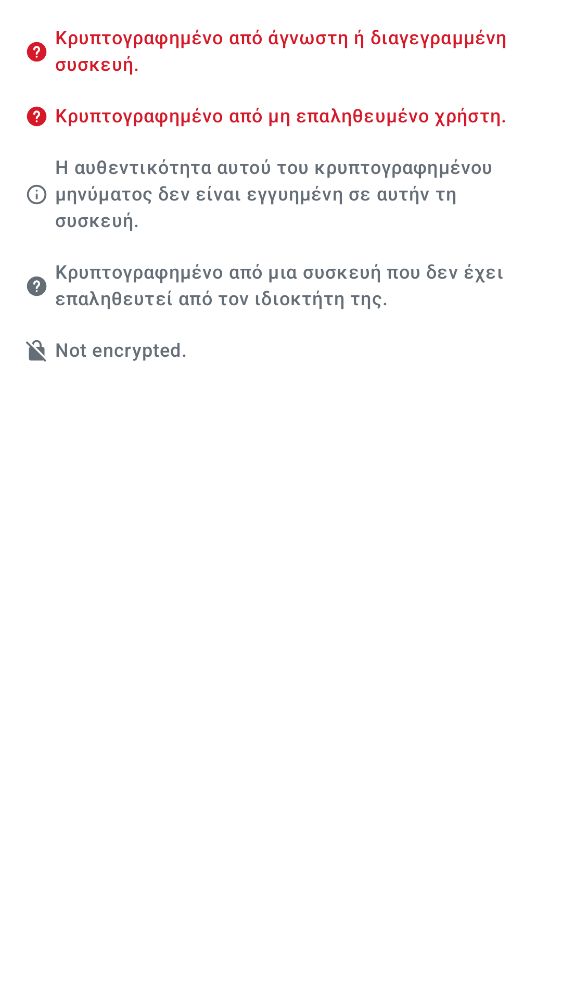 Κρυπτογραφημένο από άγνωστη ή διαγεγραμμένη
συσκευή.
Κρυπτογραφημένο από μη επαληθευμένο χρήστη.
Η αυθεντικότητα αυτού του κρυπτογραφημένου
μηνύματος δεν είναι εγγυημένη σε αυτήν τη
συσκευή.
Κρυπτογραφημένο από μια συσκευή που δεν έχει
επαληθευτεί από τον ιδιοκτήτη της.
Not encrypted.